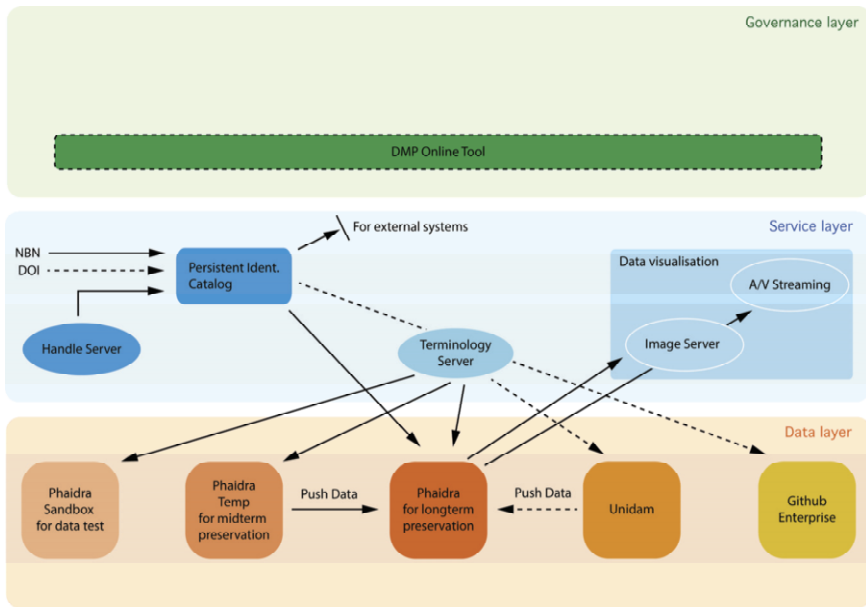 Governance layer
DMP Online Tool
Service layer
For external systems
NBN
DOI
Persistent Ident.
Catalog
Data visualisation
A/V Streaming
Handle Server
Terminology
Server
Image Server
Data layer
Phaidra
Sandbox
for data test
Phaidra
Temp
for midterm
preservation
Push Data
Phaidra
for longterm
preservation
Push Data
Unidam
Github
Enterprise